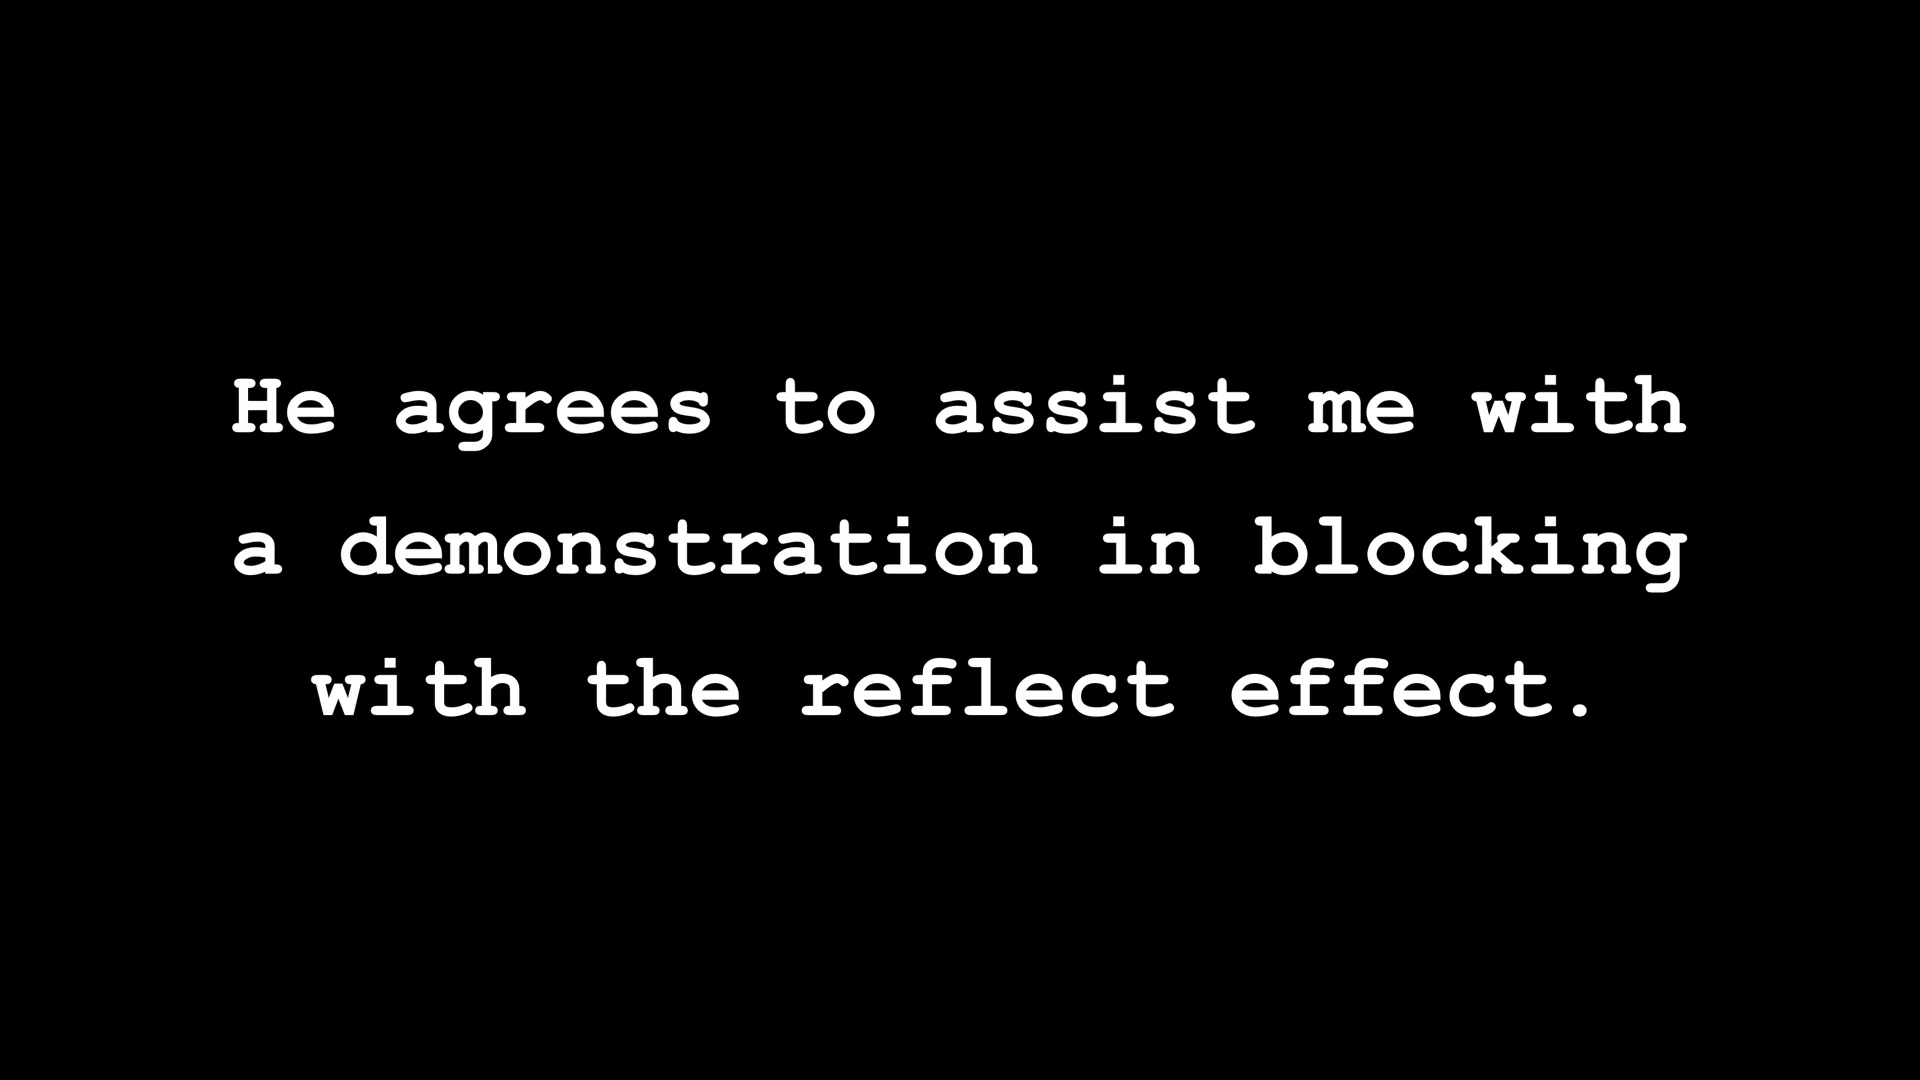 He agrees to assist me with
a demonstration in blocking
with the reflect effect.